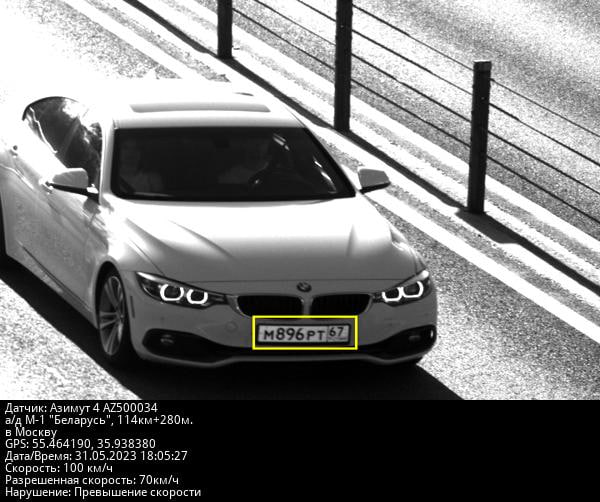 М896РТ 67
Датчик: Азимут 4 AZ500034
а/д М-1 "Беларусь", 114км+280м.
в Москву
GPS: 55.464190, 35.938380
Дата/Время: 31.05.2023 18:05:27
Скорость: 100 км/ч
Разрешенная скорость: 70км/ч
Нарушение: Превышение скорости